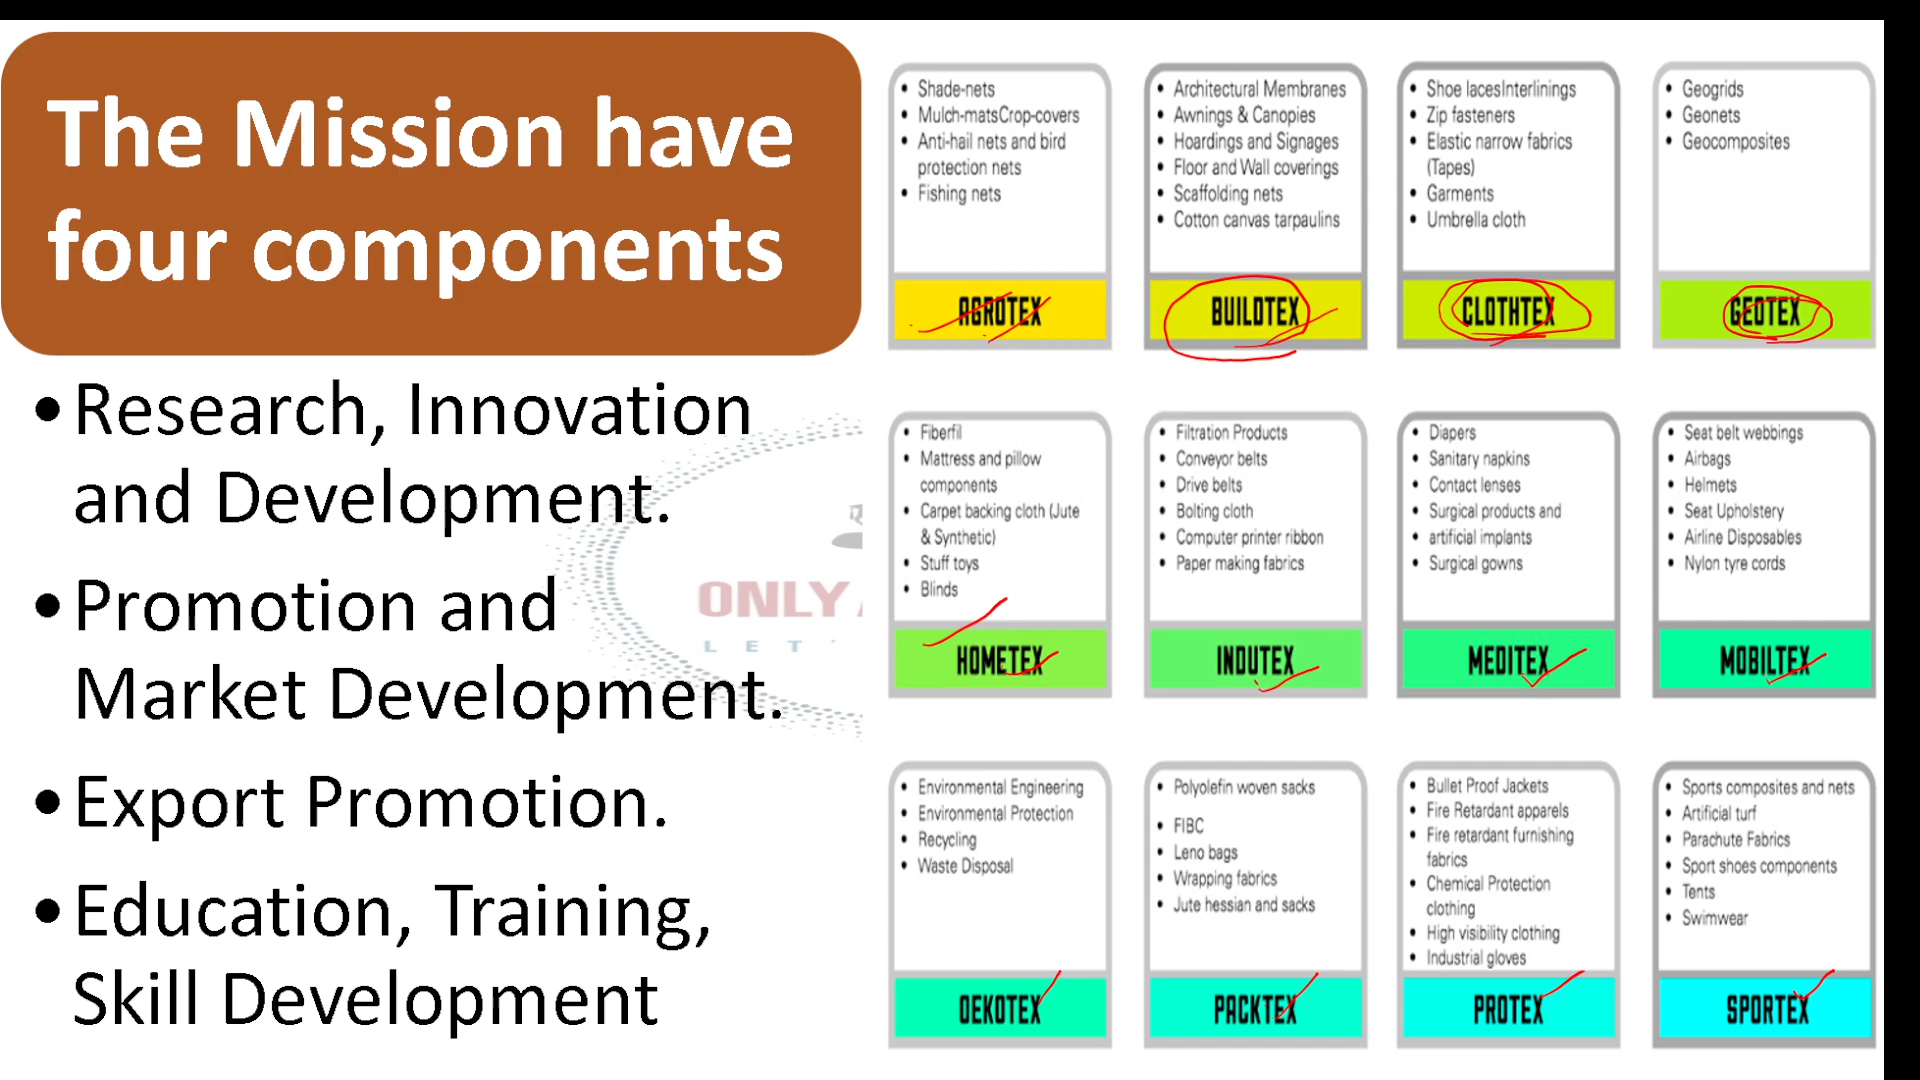 The Mission have
four components
•Research, Innovation
and Development.
•Promotion and
Market Development.
•Export Promotion.
•Education, Training,
Skill Development
ONLY
LET'
• Shade-nets
• Mulch-matsCrop-covers
• Anti-hail nets and bird
protection nets
• Fishing nets
AGROTEX
• Architectural Membranes
• Awnings & Canopies
• Hoardings and Signages
• Floor and Wall coverings
• Scaffolding nets
• Cotton canvas tarpaulins
BUILDTEX
• Shoe lacesInterlinings
• Zip fasteners
• Elastic narrow fabrics
(Tapes)
• Garments
• Umbrella cloth
CLOTHTEX
• Geogrids
• Geonets
• Geocomposites
GEOTEX
• Fiberfil
• Mattress and pillow
components
• Carpet backing cloth (Jute
& Synthetic)
• Stuff toys
• Blinds
HOMETEX
• Filtration Products
• Conveyor belts
• Drive belts
• Bolting cloth
• Computer printer ribbon
• Paper making fabrics
INDUTEX
• Diapers
• Sanitary napkins
• Contact lenses
• Surgical products and
• artificial implants
• Surgical gowns
MEDITEX
• Seat belt webbings
• Airbags
• Helmets
• Seat Upholstery
• Airline Disposables
• Nylon tyre cords
MOBILTEX
• Environmental Engineering
• Environmental Protection
• Recycling
• Waste Disposal
OEKOTEX
• Polyolefin woven sacks
• FIBC
• Leno bags
• Wrapping fabrics
• Jute hessian and sacks
PACKTEX
• Bullet Proof Jackets
• Fire Retardant apparels
• Fire retardant furnishing
fabrics
• Chemical Protection
clothing
• High visibility clothing
• Industrial gloves
PROTEX
• Sports composites and nets
• Artificial turf
• Parachute Fabrics
• Sport shoes components
• Tents
• Swimwear
SPORTEX